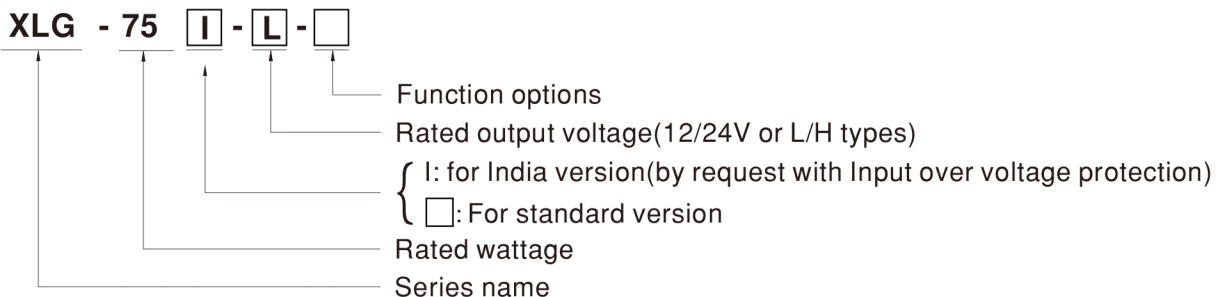 XLG - 75 I - L - □
Function options
Rated output voltage(12/24V or L/H types)
I: for India version(by request with Input over voltage protection)
□: For standard version
Rated wattage
Series name